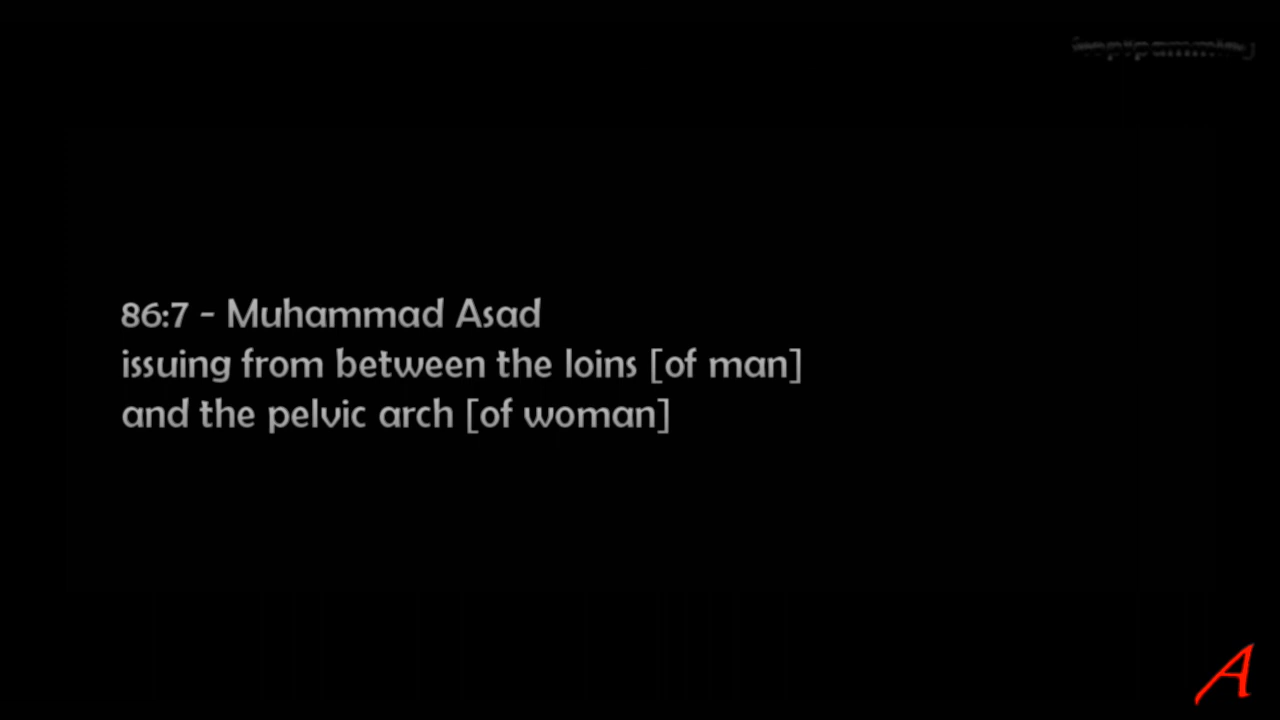 86:7 - Muhammad Asad
issuing from between the loins [of man]
and the pelvic arch [of woman]
A